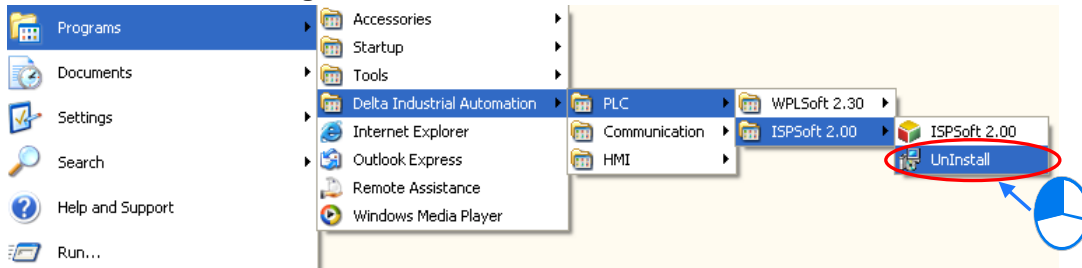 Programs
Documents
Settings
Search
Help and Support
Run...
Accessories
Startup
Tools
Delta Industrial Automation
Internet Explorer
Outlook Express
Remote Assistance
Windows Media Player
PLC
Communication
HMI
WPLSoft 2.30
ISPSoft 2.00
ISPSoft 2.00
UnInstall